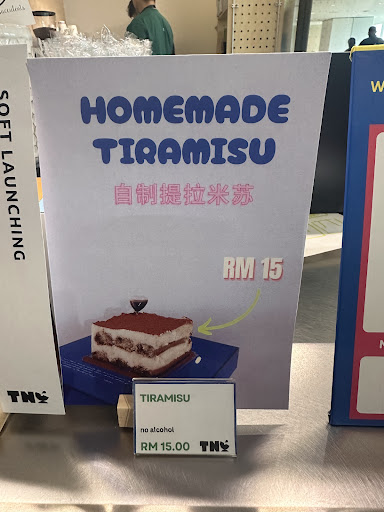 HOMEMADE
TIRAMISU
自制提拉米苏
RM 15
SOFT LAUNCHING
TNY
TIRAMISU
no alcohol
RM 15.00
TNY
W
N